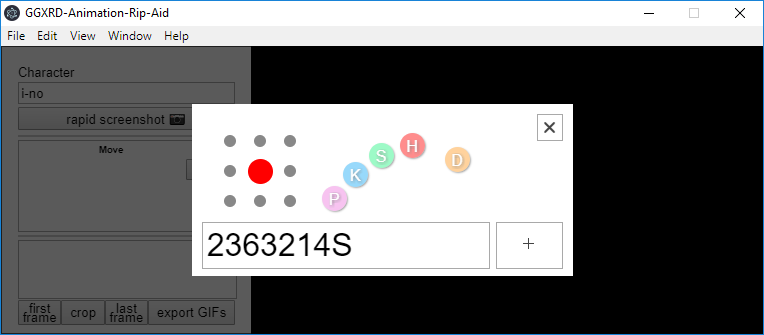 GGXRD-Animation-Rip-Aid
File Edit View Window Help
Character
i-no
rapid screenshot
Move
P K S H D
2363214S
+
first frame
crop
last frame
export GIFs